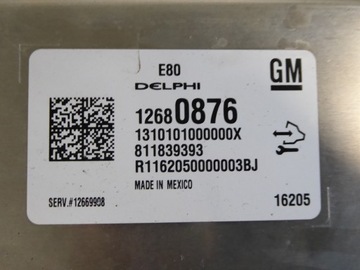 E80
DELPHI
GM
12680876
1310101000000X
811839393
R1162050000003BJ
MADE IN MEXICO
SERV.#12669908
16205